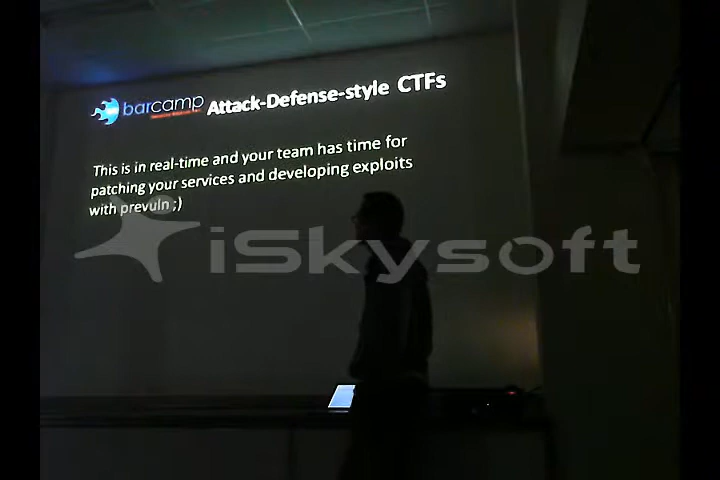 barcamp Attack-Defense-style CTFs
This is in real-time and your team has time for
patching your services and developing exploits
with prevuln ;)
iSkysoft